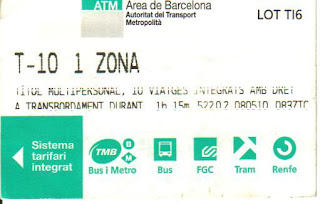 ATM Àrea de Barcelona
Autoritat del Transport
Metropolità
LOT TI6
T-10 1 ZONA
TITOL MULTIPERSONAL, 10 VIATGES INTEGRATS AMB DRET
A TRANSBORDAMENT DURANT 1h 15m 52202 080510 0837TC
Sistema
tarifari
integrat
TMB B M
Bus i Metro
Bus
FGC
Tram
Renfe